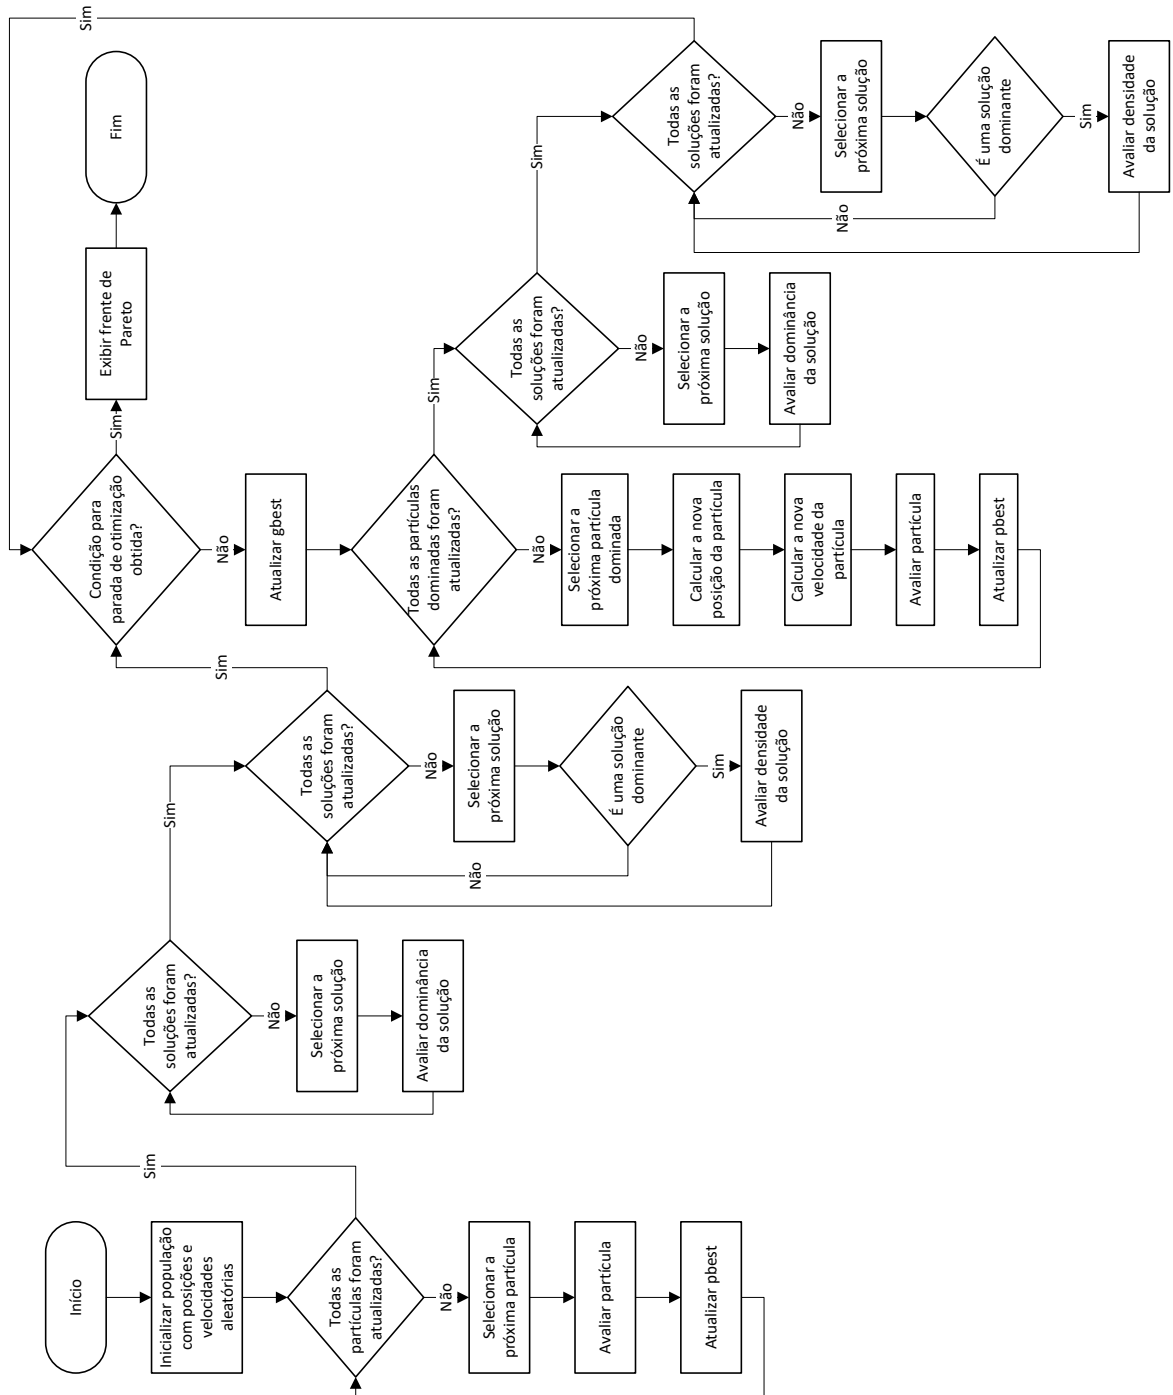 Início
Inicializar população
com posições e
velocidades
aleatórias
Todas as
partículas foram
atualizadas?
Não
Selecionar a
próxima partícula
Avaliar partícula
Atualizar pbest
Sim
Todas as
soluções foram
atualizadas?
Não
Selecionar a
próxima solução
Avaliar dominância
da solução
Sim
Todas as
soluções foram
atualizadas?
Não
Selecionar a
próxima solução
É uma solução
dominante
Não
Sim
Avaliar densidade
da solução
Sim
Condição para
parada de otimização
obtida?
Sim
Exibir frente de
Pareto
Fim
Não
Atualizar gbest
Todas as partículas
dominadas foram
atualizadas?
Não
Selecionar a
próxima partícula
dominada
Calcular a nova
posição da partícula
Calcular a nova
velocidade da
partícula
Avaliar partícula
Atualizar pbest
Sim
Todas as
soluções foram
atualizadas?
Não
Selecionar a
próxima solução
Avaliar dominância
da solução
Sim
Todas as
soluções foram
atualizadas?
Não
Selecionar a
próxima solução
É uma solução
dominante
Não
Sim
Avaliar densidade
da solução
Sim